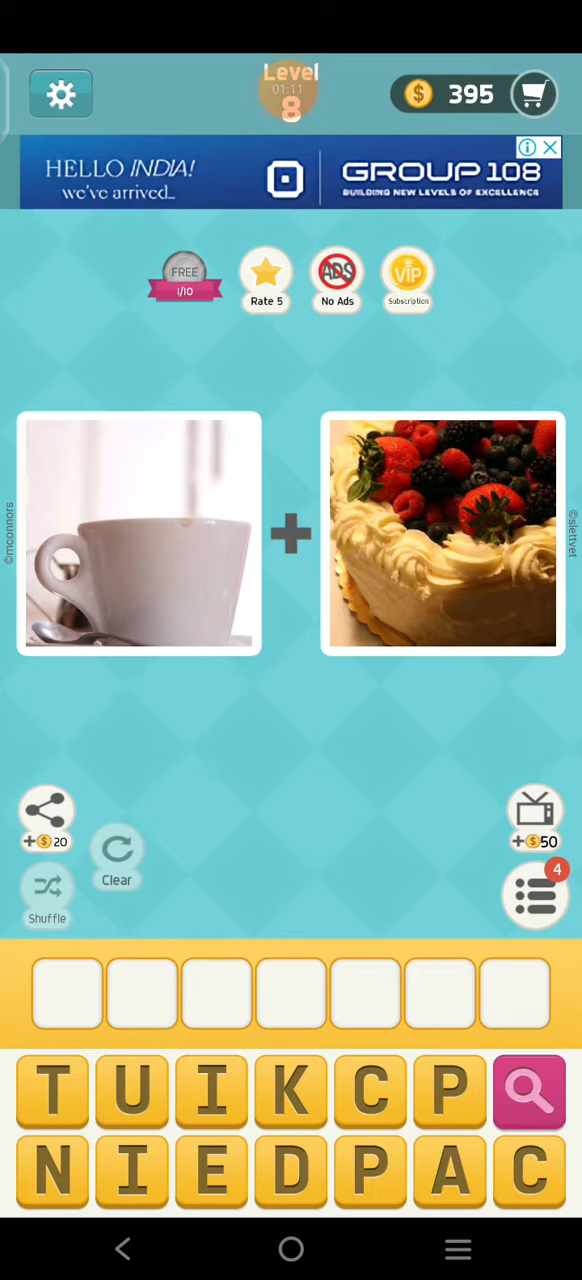 Level
01:11
8
395
HELLO INDIA!
we've arrived...
GROUP 108
BUILDING NEW LEVELS OF EXCELLENCE
FREE
1/10
Rate 5
ADS
No Ads
VIP
Subscription
©mconnors
©slettvet
+$20
Clear
Shuffle
+$50
4
T U I K C P
N I E D P A C